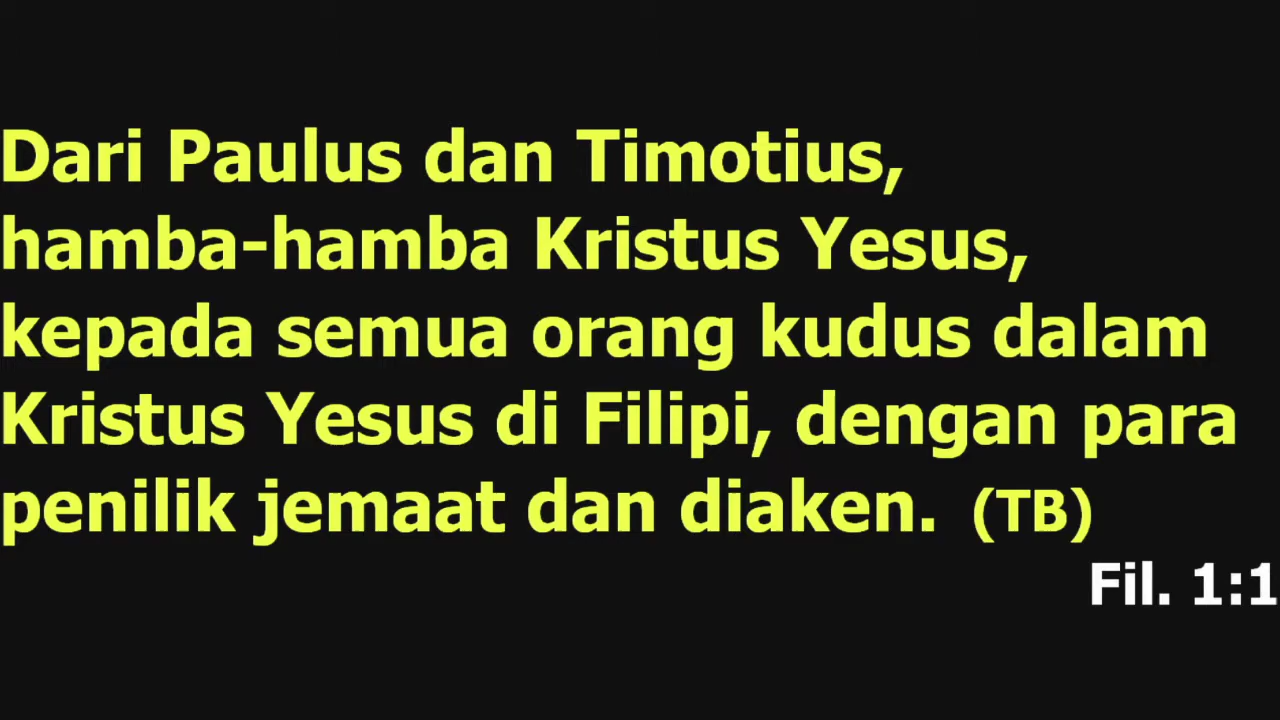 Dari Paulus dan Timotius,
hamba-hamba Kristus Yesus,
kepada semua orang kudus dalam
Kristus Yesus di Filipi, dengan para
penilik jemaat dan diaken. (TB)
Fil. 1:1